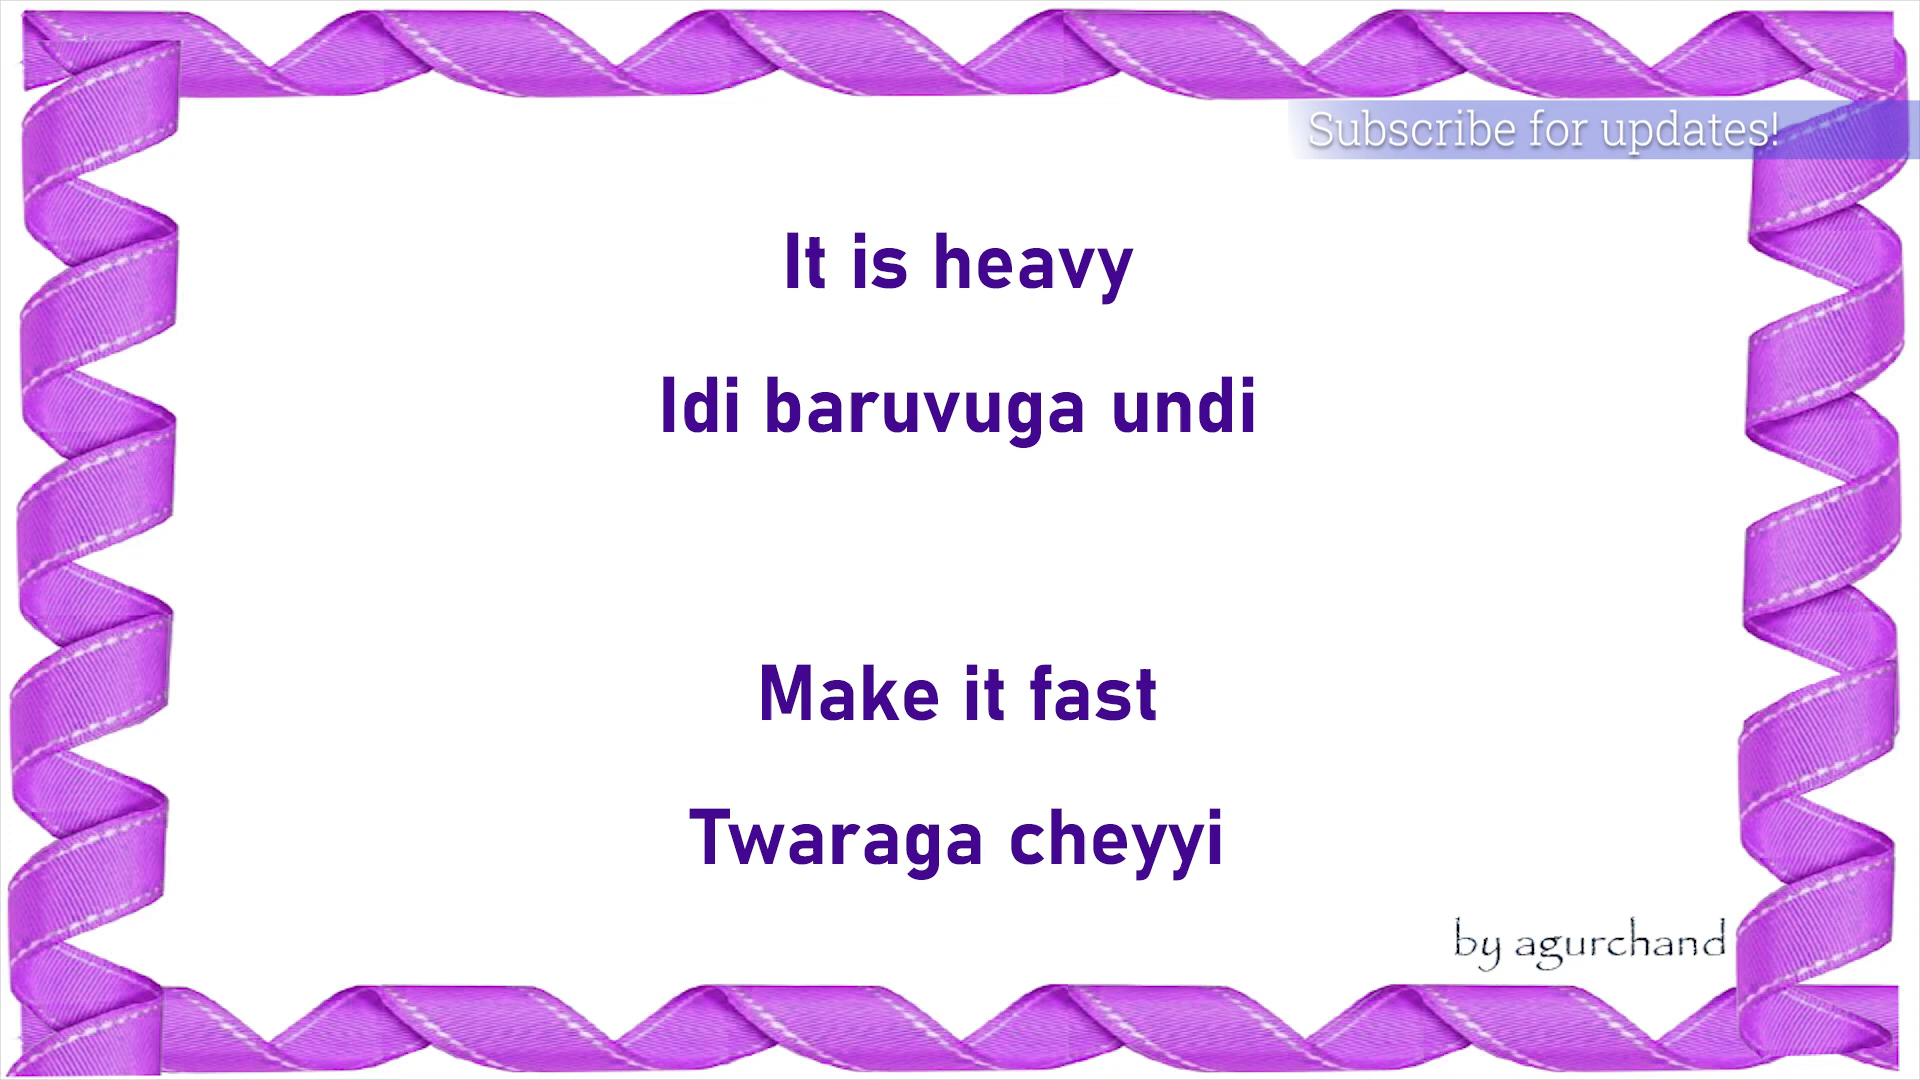 Subscribe for updates!
It is heavy
Idi baruvuga undi
Make it fast
Twaraga cheyyi
by agurchand